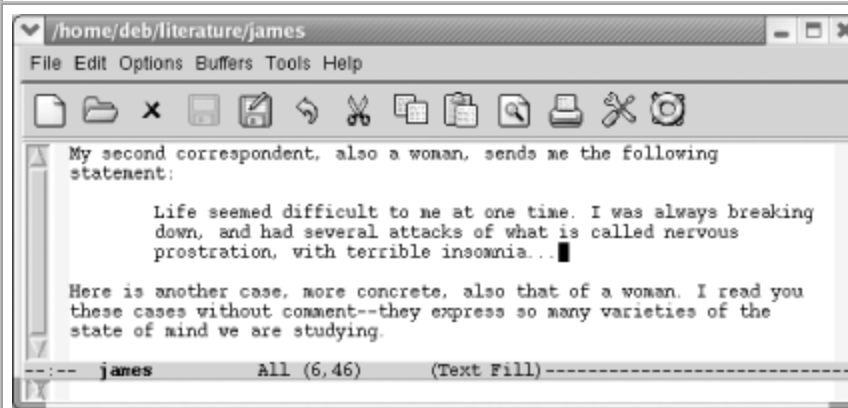 /home/deb/literature/james
File Edit Options Buffers Tools Help
My second correspondent, also a woman, sends me the following
statement:
Life seemed difficult to me at one time. I was always breaking
down, and had several attacks of what is called nervous
prostration, with terrible insomnia...
Here is another case, more concrete, also that of a woman. I read you
these cases without comment--they express so many varieties of the
state of mind we are studying.
--:-- james All (6,46) (Text Fill)----------------------------